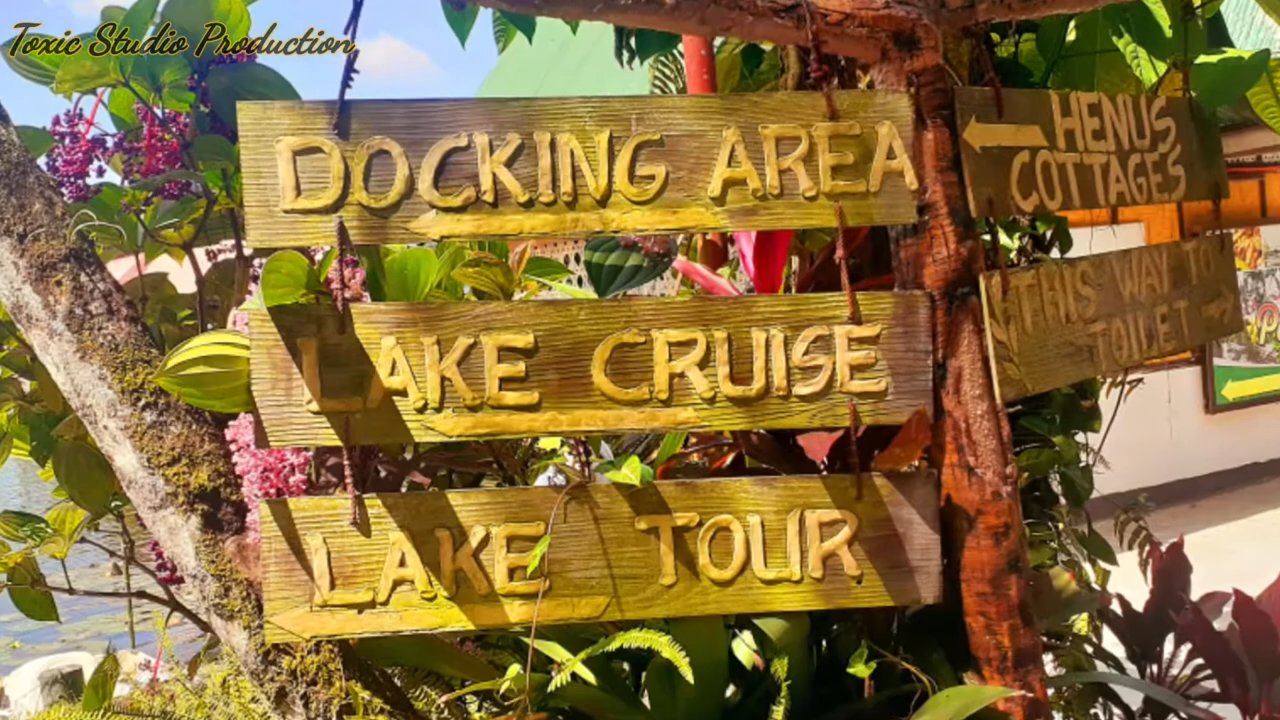 Toxic Studio Production
DOCKING AREA
HENUS
COTTAGES
LAKE CRUISE
THIS WAY TO
TOILET
LAKE TOUR